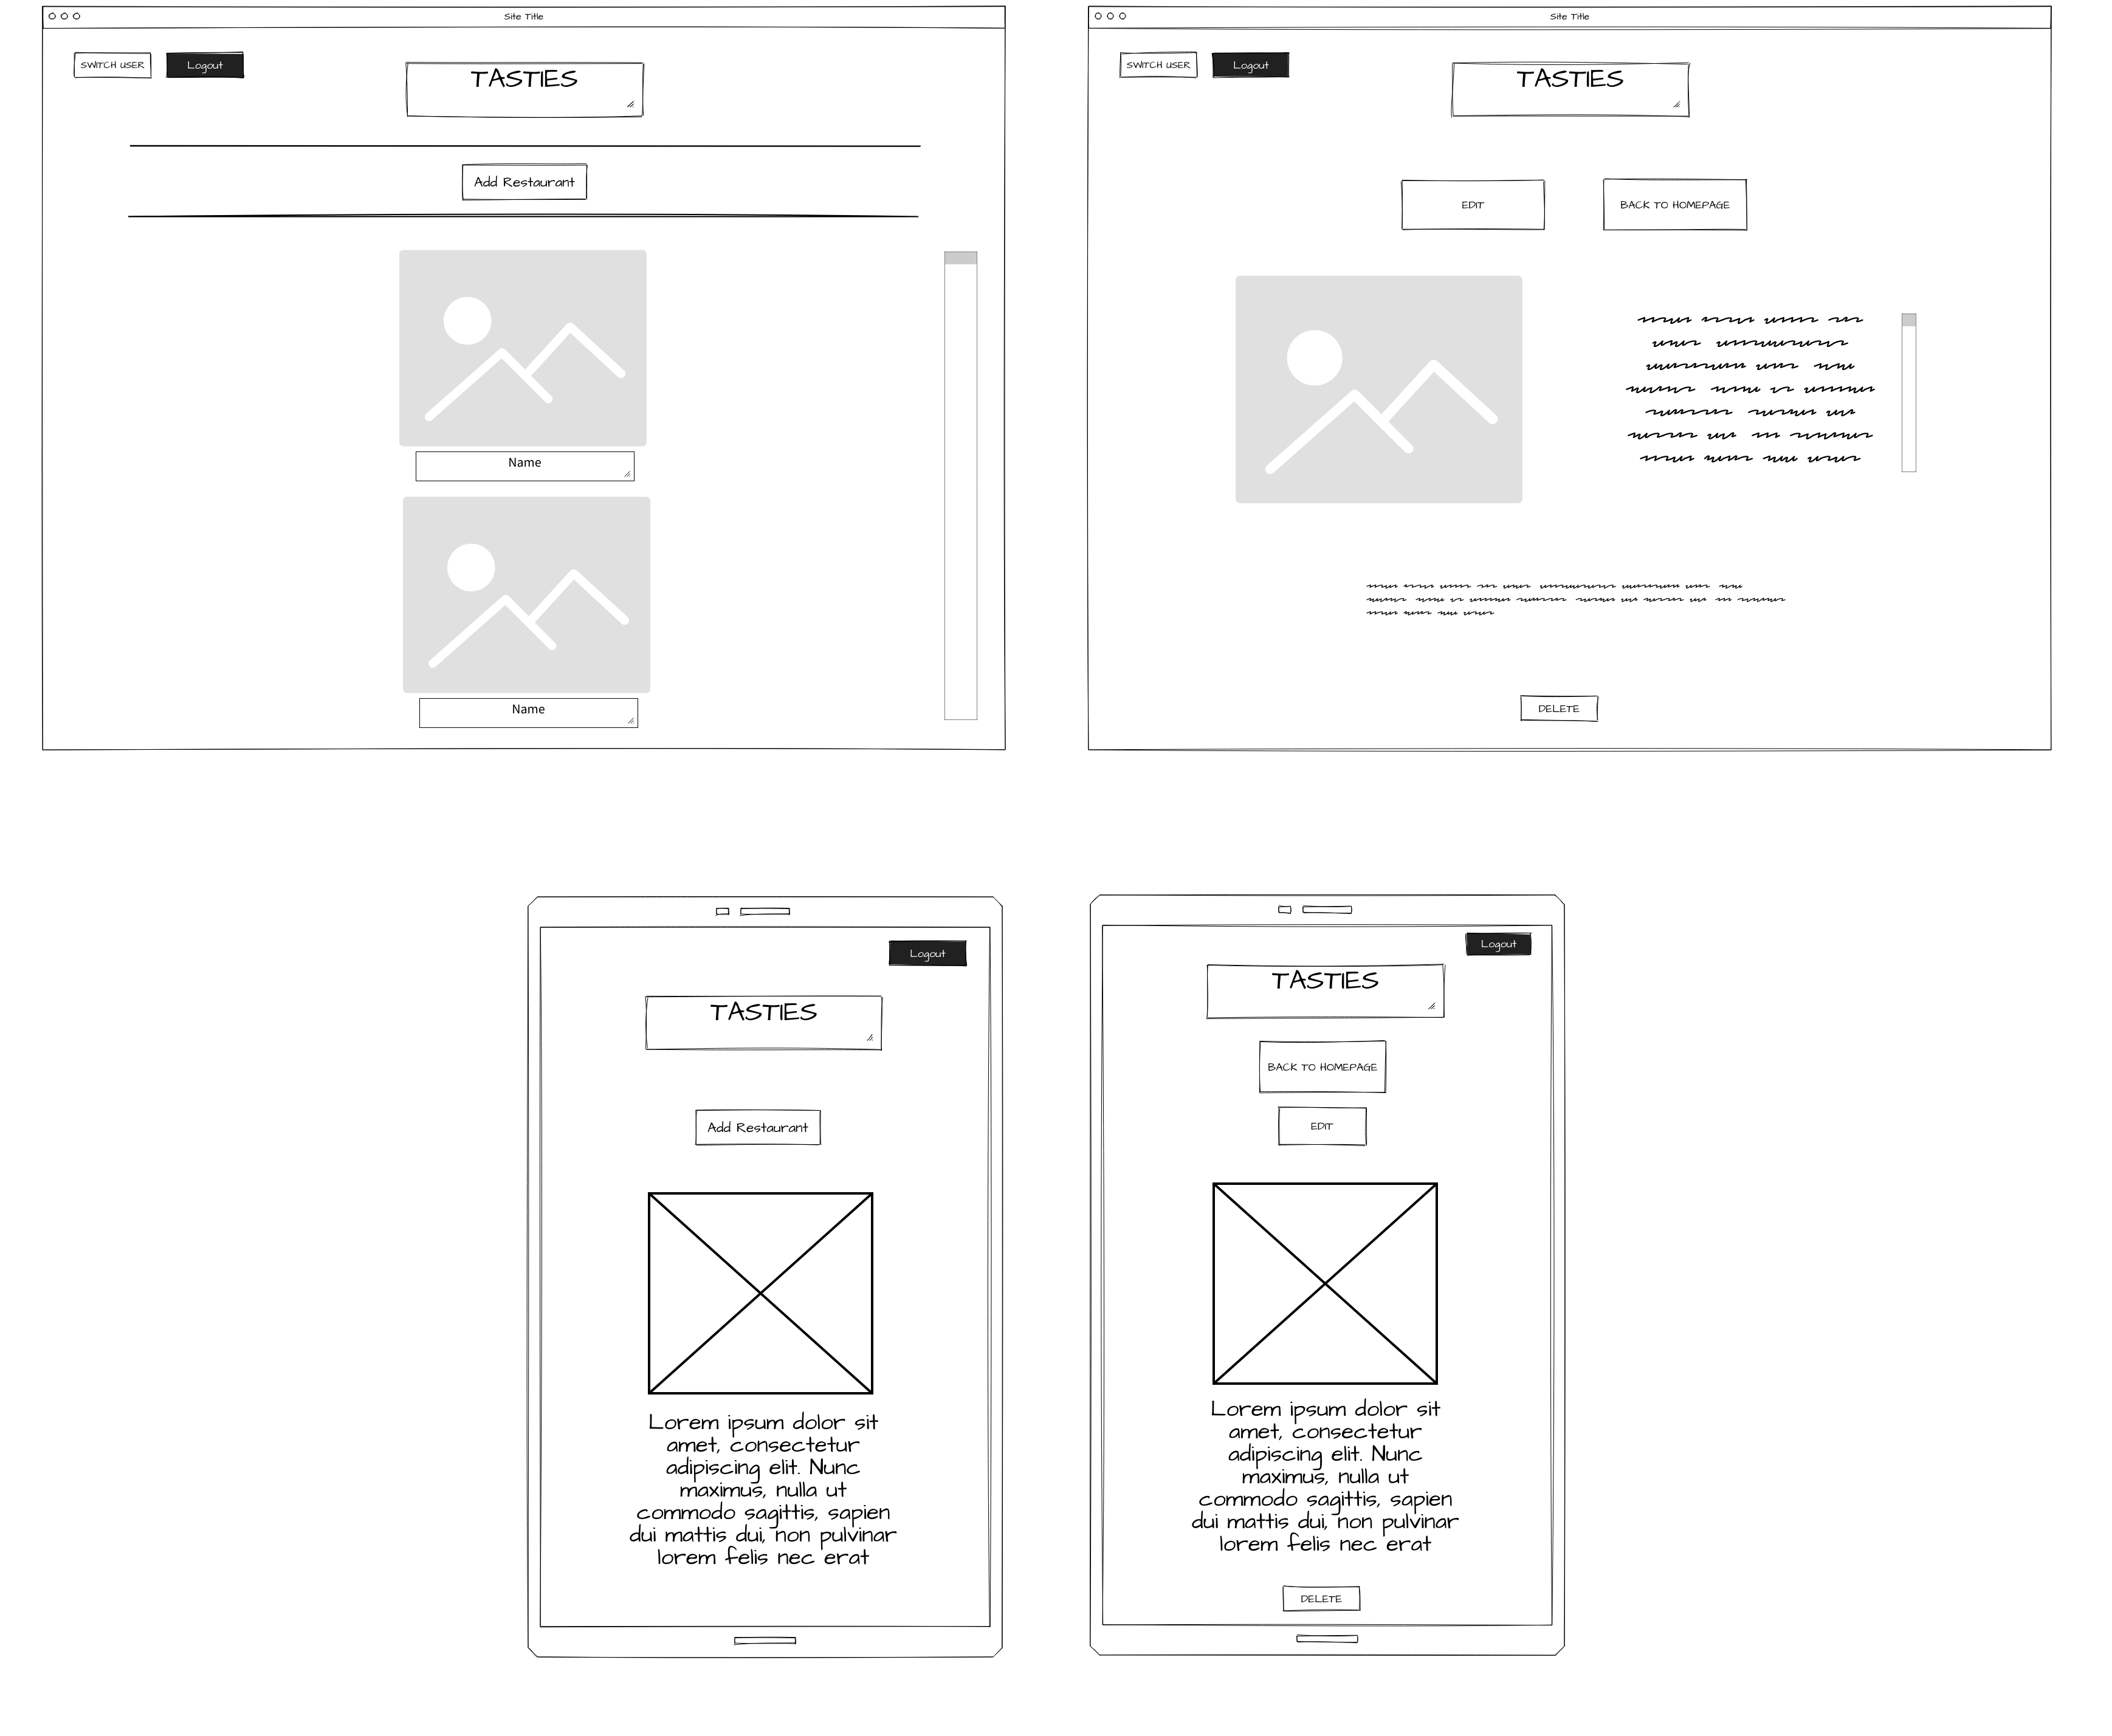 Site Title
SWITCH USER
Logout
TASTIES
Add Restaurant
Name
Name
Site Title
SWITCH USER
Logout
TASTIES
EDIT
BACK TO HOMEPAGE
DELETE
Logout
TASTIES
Add Restaurant
Lorem ipsum dolor sit
amet, consectetur
adipiscing elit. Nunc
maximus, nulla ut
commodo sagittis, sapien
dui mattis dui, non pulvinar
lorem felis nec erat
Logout
TASTIES
BACK TO HOMEPAGE
EDIT
Lorem ipsum dolor sit
amet, consectetur
adipiscing elit. Nunc
maximus, nulla ut
commodo sagittis, sapien
dui mattis dui, non pulvinar
lorem felis nec erat
DELETE